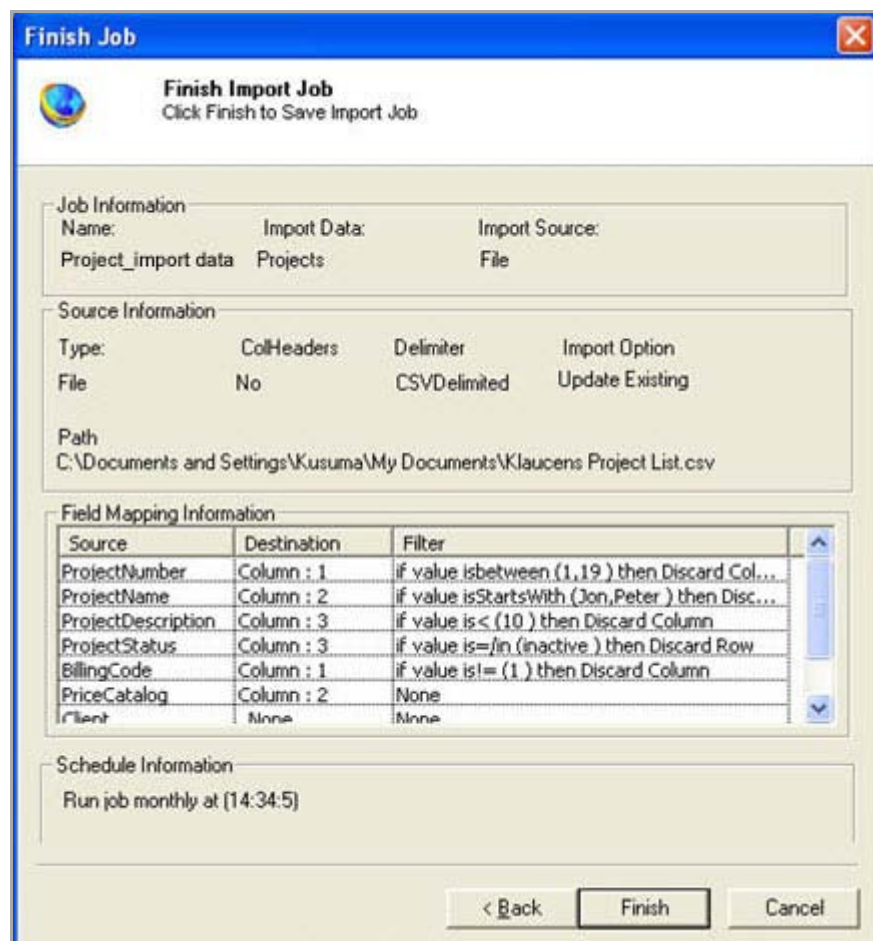 Finish Job
Finish Import Job
Click Finish to Save Import Job
Job Information
Name: Import Data: Import Source:
Project_import data Projects File
Source Information
Type: ColHeaders Delimiter Import Option
File No CSVDelimited Update Existing
Path
C:\Documents and Settings\Kusuma\My Documents\Klaucens Project List.csv
Field Mapping Information
Source Destination Filter
ProjectNumber Column : 1 if value isbetween (1,19 ) then Discard Col...
ProjectName Column : 2 if value isStartsWith (Jon,Peter ) then Disc...
ProjectDescription Column : 3 if value is< (10 ) then Discard Column
ProjectStatus Column : 3 if value is=/in (inactive ) then Discard Row
BillingCode Column : 1 if value is!= (1 ) then Discard Column
PriceCatalog Column : 2 None
Client None None
Schedule Information
Run job monthly at (14:34:5)
< Back Finish Cancel